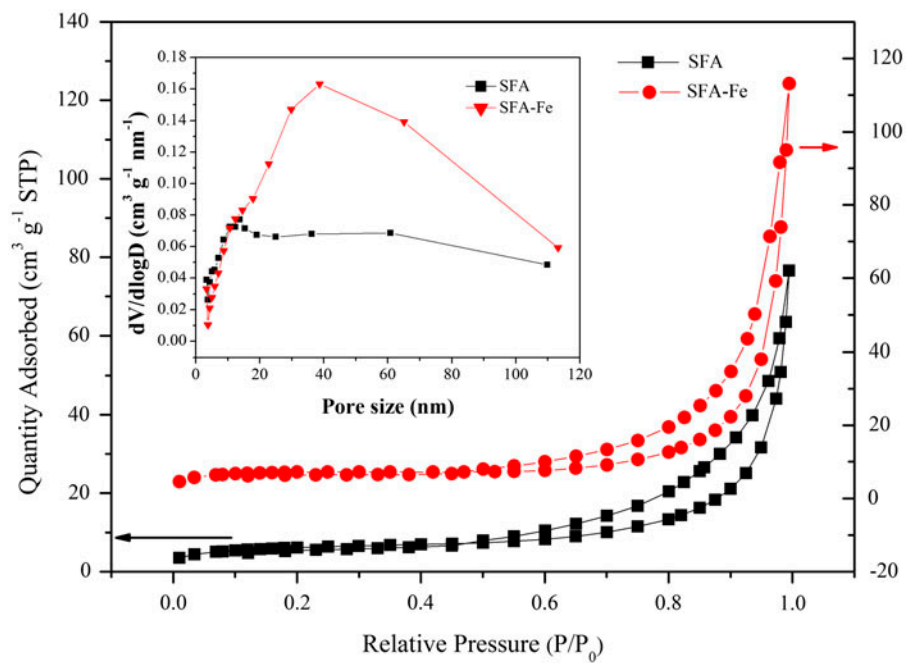 140
120
100
80
60
40
20
0
Quantity Adsorbed (cm³ g⁻¹ STP)
0.0 0.2 0.4 0.6 0.8 1.0
Relative Pressure (P/P₀)
120
100
80
60
40
20
0
-20
SFA
SFA-Fe
0.18
0.16
0.14
0.12
0.10
0.08
0.06
0.04
0.02
0.00
dV/dlogD (cm³ g⁻¹ nm⁻¹)
0 20 40 60 80 100 120
Pore size (nm)
SFA
SFA-Fe